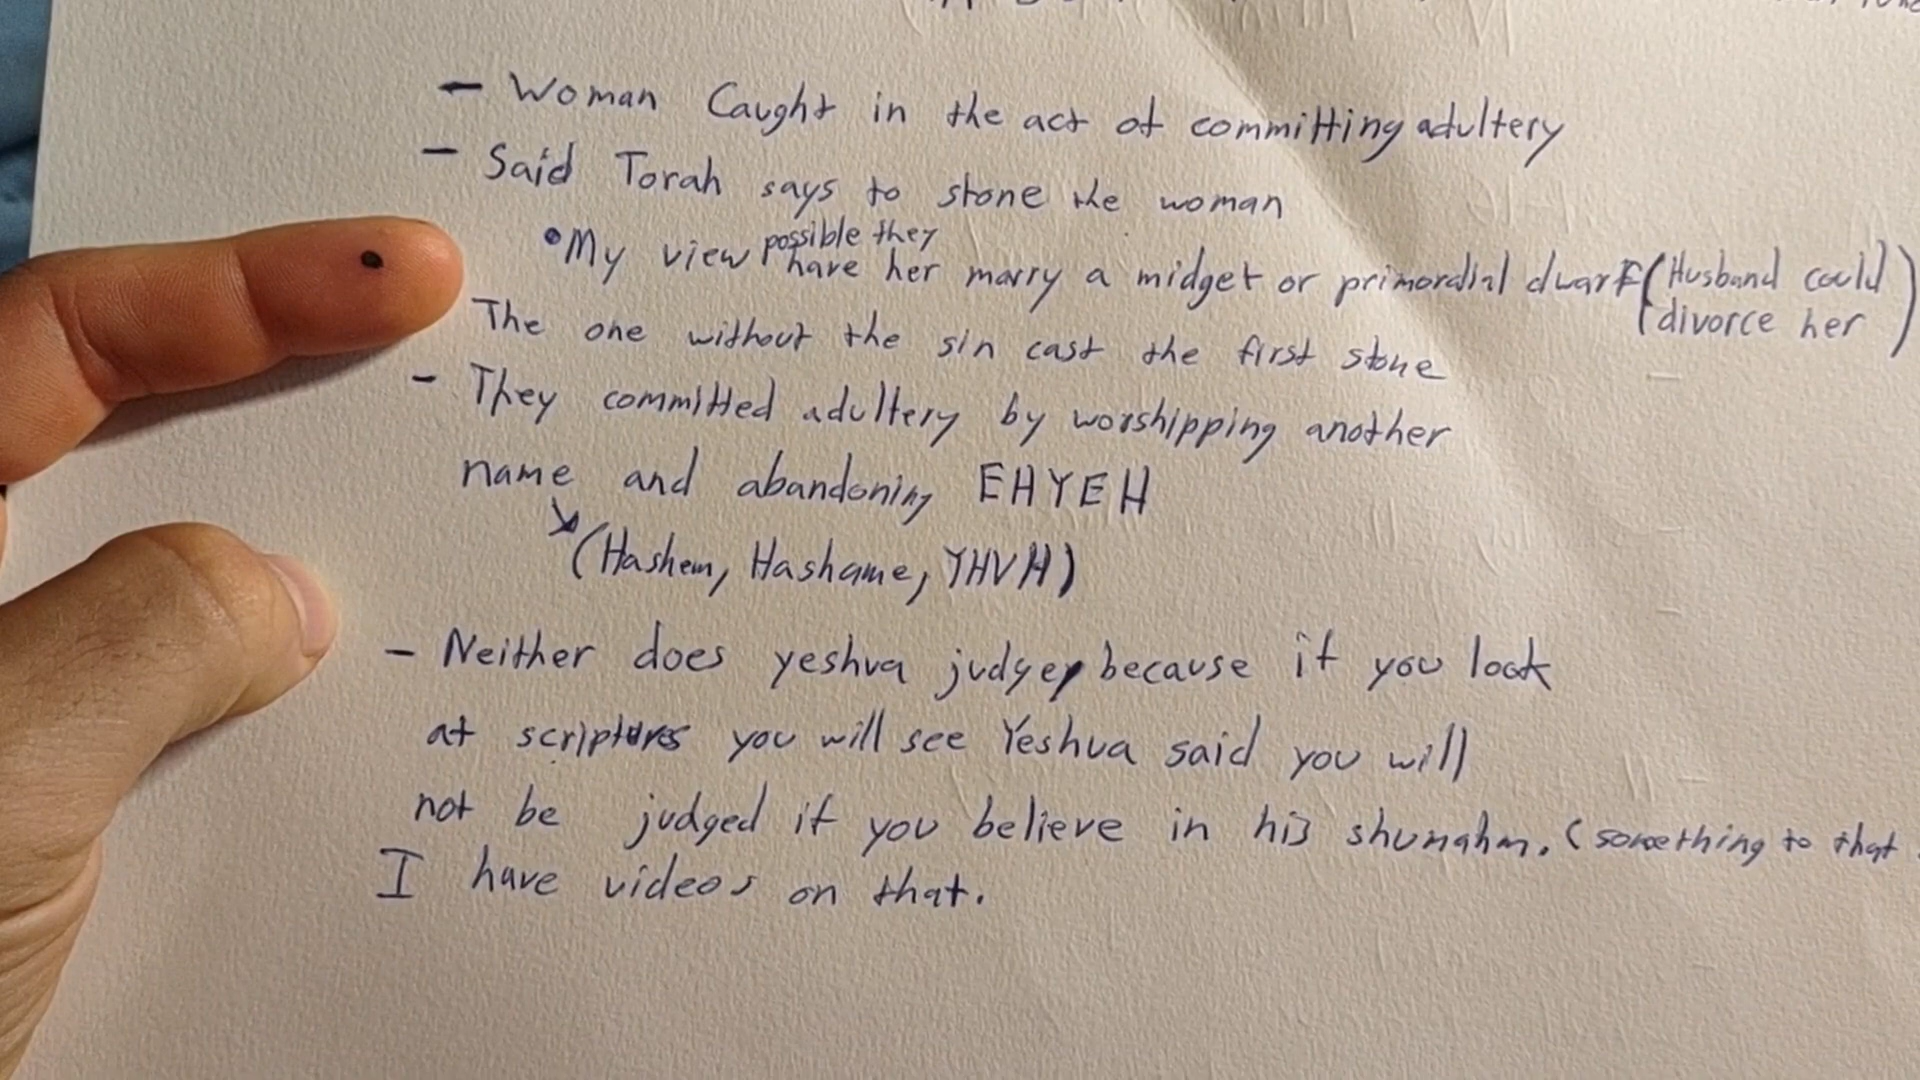 - Woman Caught in the act of committing adultery
- Said Torah says to stone the woman
• My view possible they have her marry a midget or primordial dwarf (Husband could divorce her)
The one without the sin cast the first stone
- They committed adultery by worshipping another
name and abandoning EHYEH
(Hashem, Hashame, YHVH)
- Neither does yeshua judge, because if you look
at scriptures you will see Yeshua said you will
not be judged if you believe in his shunahm. (something to that
I have videos on that.